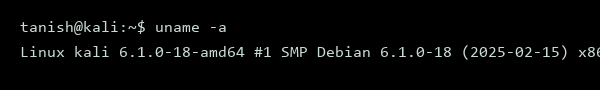 tanish@kali:~$ uname -a
Linux kali 6.1.0-18-amd64 #1 SMP Debian 6.1.0-18 (2025-02-15)